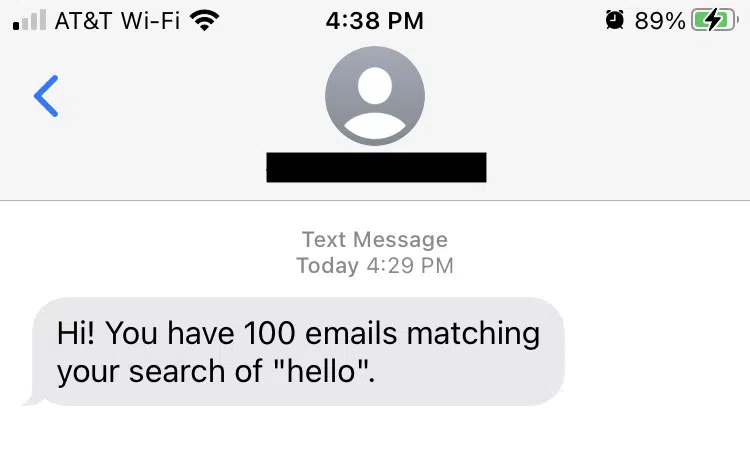 AT&T Wi-Fi 4:38 PM 89%
Text Message
Today 4:29 PM
Hi! You have 100 emails matching
your search of "hello".